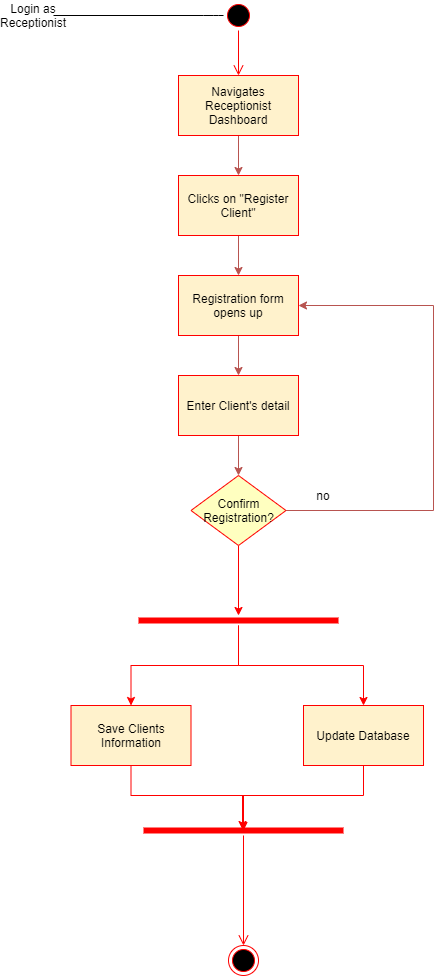 Login as
Receptionist
Navigates
Receptionist
Dashboard
Clicks on "Register
Client"
Registration form
opens up
Enter Client's detail
Confirm
Registration?
no
Save Clients
Information
Update Database